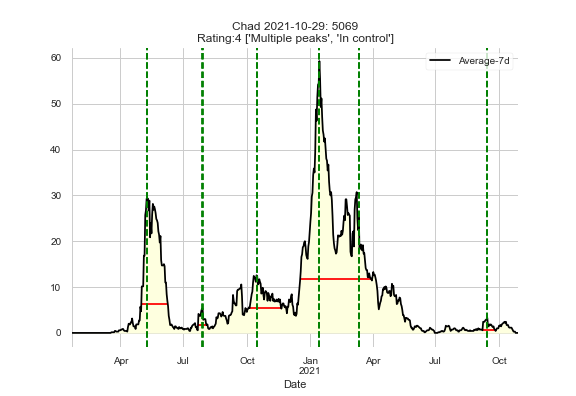 Chad 2021-10-29: 5069
Rating:4 ['Multiple peaks', 'In control']
Average-7d
60
50
40
30
20
10
0
Apr
Jul
Oct
Jan
2021
Apr
Jul
Oct
Date